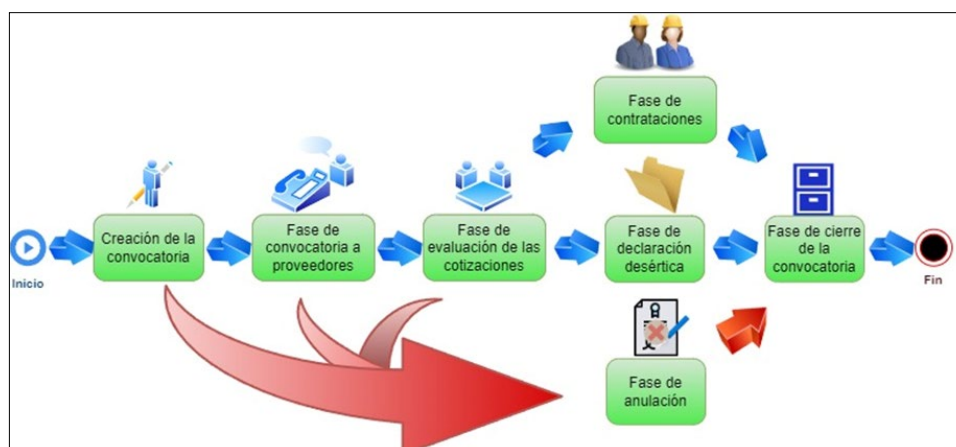 Fase de
contrataciones
Creación de la
convocatoria
Fase de
convocatoria a
proveedores
Fase de
evaluación de las
cotizaciones
Fase de
declaración
desértica
Fase de cierre
de la
convocatoria
Inicio
Fin
Fase de
anulación